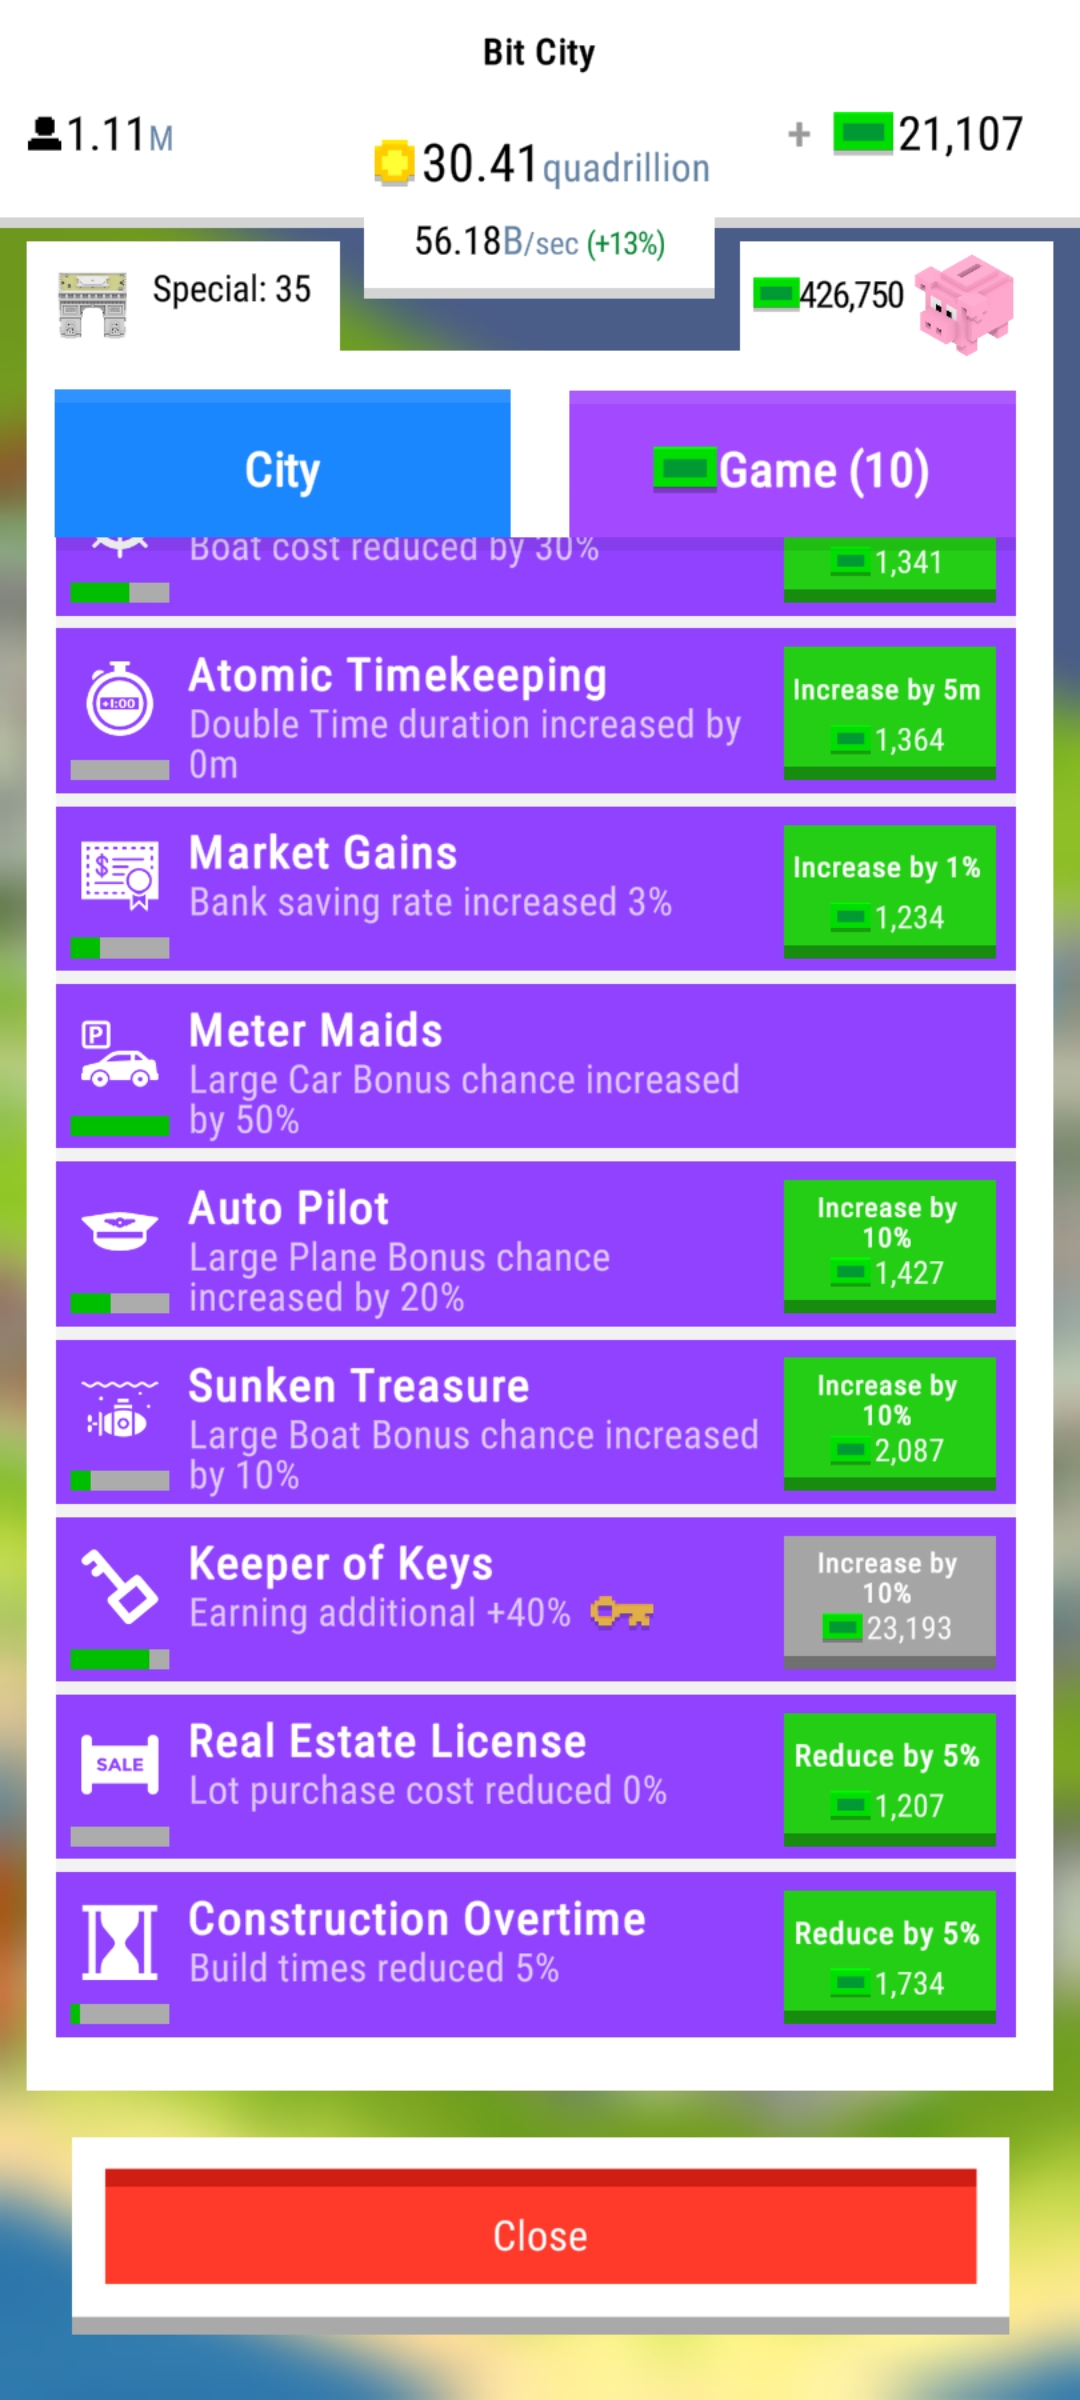 Bit City
1.11M
30.41quadrillion
+ 21,107
56.18B/sec (+13%)
Special: 35
426,750
City
Game (10)
Boat cost reduced by 30%
1,341
Atomic Timekeeping
Double Time duration increased by
0m
Increase by 5m
1,364
+1:00
Market Gains
Bank saving rate increased 3%
Increase by 1%
1,234
$
P
Meter Maids
Large Car Bonus chance increased
by 50%
Auto Pilot
Large Plane Bonus chance
increased by 20%
Increase by
10%
1,427
Sunken Treasure
Large Boat Bonus chance increased
by 10%
Increase by
10%
2,087
Keeper of Keys
Earning additional +40%
Increase by
10%
23,193
SALE
Real Estate License
Lot purchase cost reduced 0%
Reduce by 5%
1,207
Construction Overtime
Build times reduced 5%
Reduce by 5%
1,734
Close